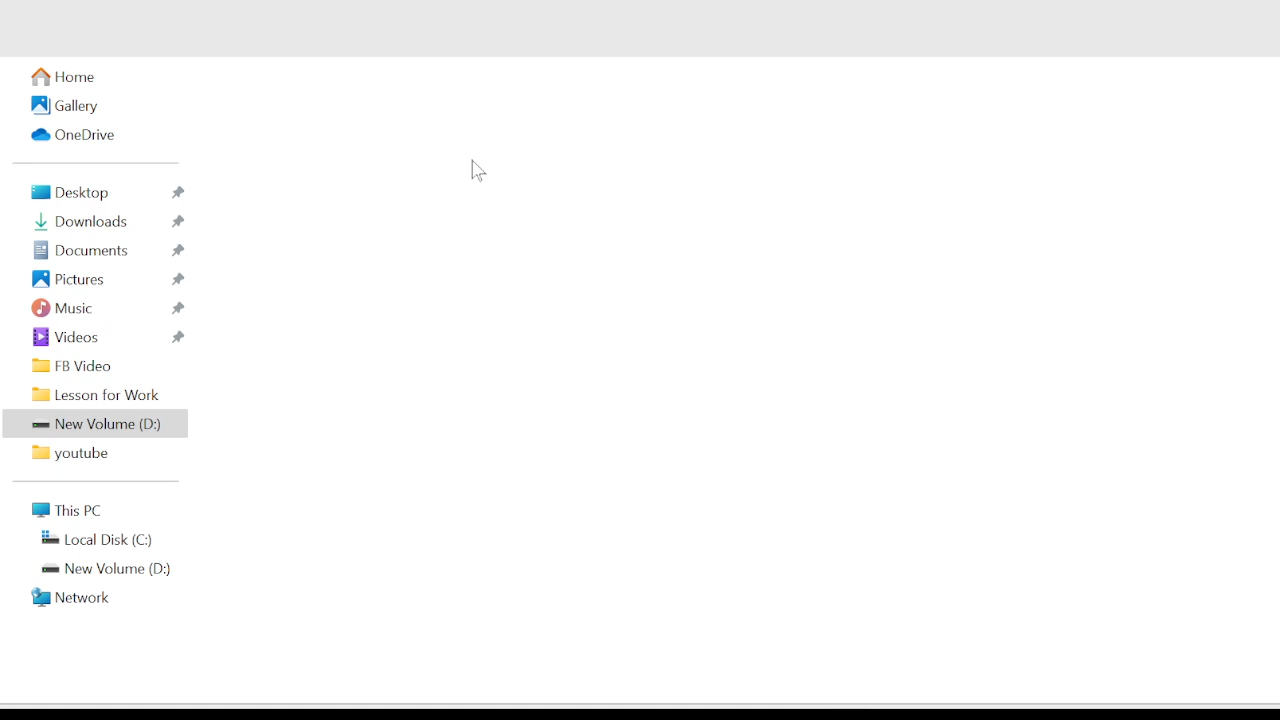 Home
Gallery
OneDrive
Desktop
Downloads
Documents
Pictures
Music
Videos
FB Video
Lesson for Work
New Volume (D:)
youtube
This PC
Local Disk (C:)
New Volume (D:)
Network